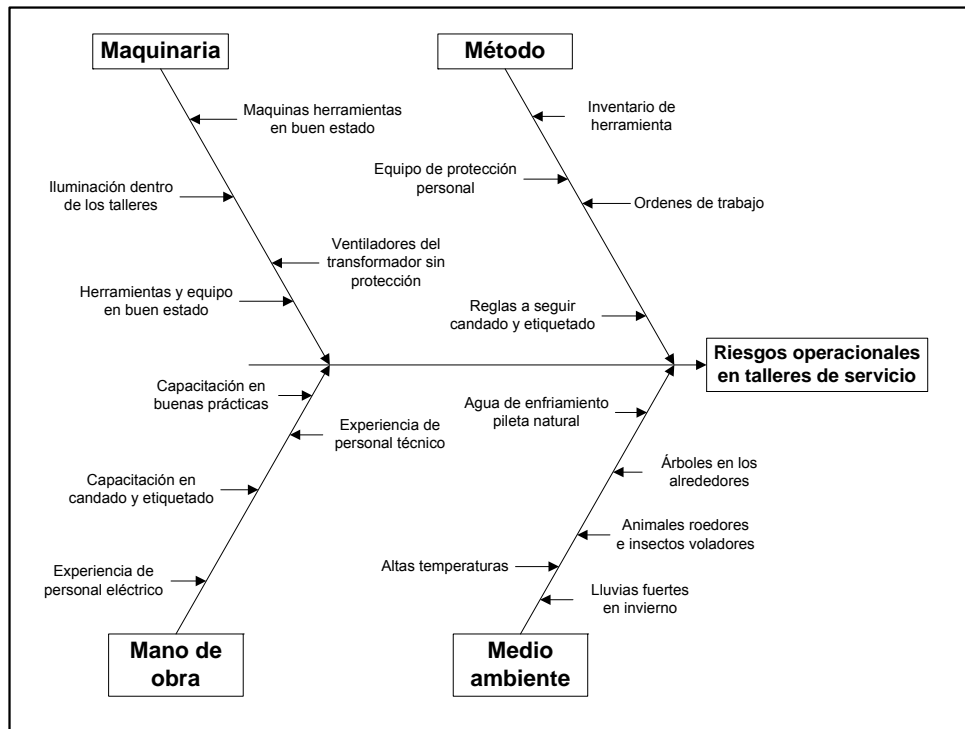 Maquinaria
Método
Maquinas herramientas
en buen estado
Inventario de
herramienta
Iluminación dentro
de los talleres
Equipo de protección
personal
Ordenes de trabajo
Ventiladores del
transformador sin
protección
Herramientas y equipo
en buen estado
Reglas a seguir
candado y etiquetado
Riesgos operacionales
en talleres de servicio
Capacitación en
buenas prácticas
Experiencia de
personal técnico
Agua de enfriamiento
pileta natural
Capacitación en
candado y etiquetado
Árboles en los
alrededores
Animales roedores
e insectos voladores
Experiencia de
personal eléctrico
Altas temperaturas
Lluvias fuertes
en invierno
Mano de
obra
Medio
ambiente